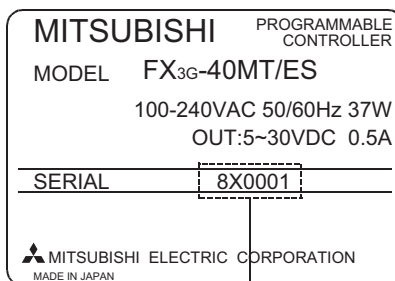 MITSUBISHI PROGRAMMABLE CONTROLLER
MODEL FX3G-40MT/ES
100-240VAC 50/60Hz 37W
OUT:5~30VDC 0.5A
SERIAL 8X0001
MITSUBISHI ELECTRIC CORPORATION
MADE IN JAPAN